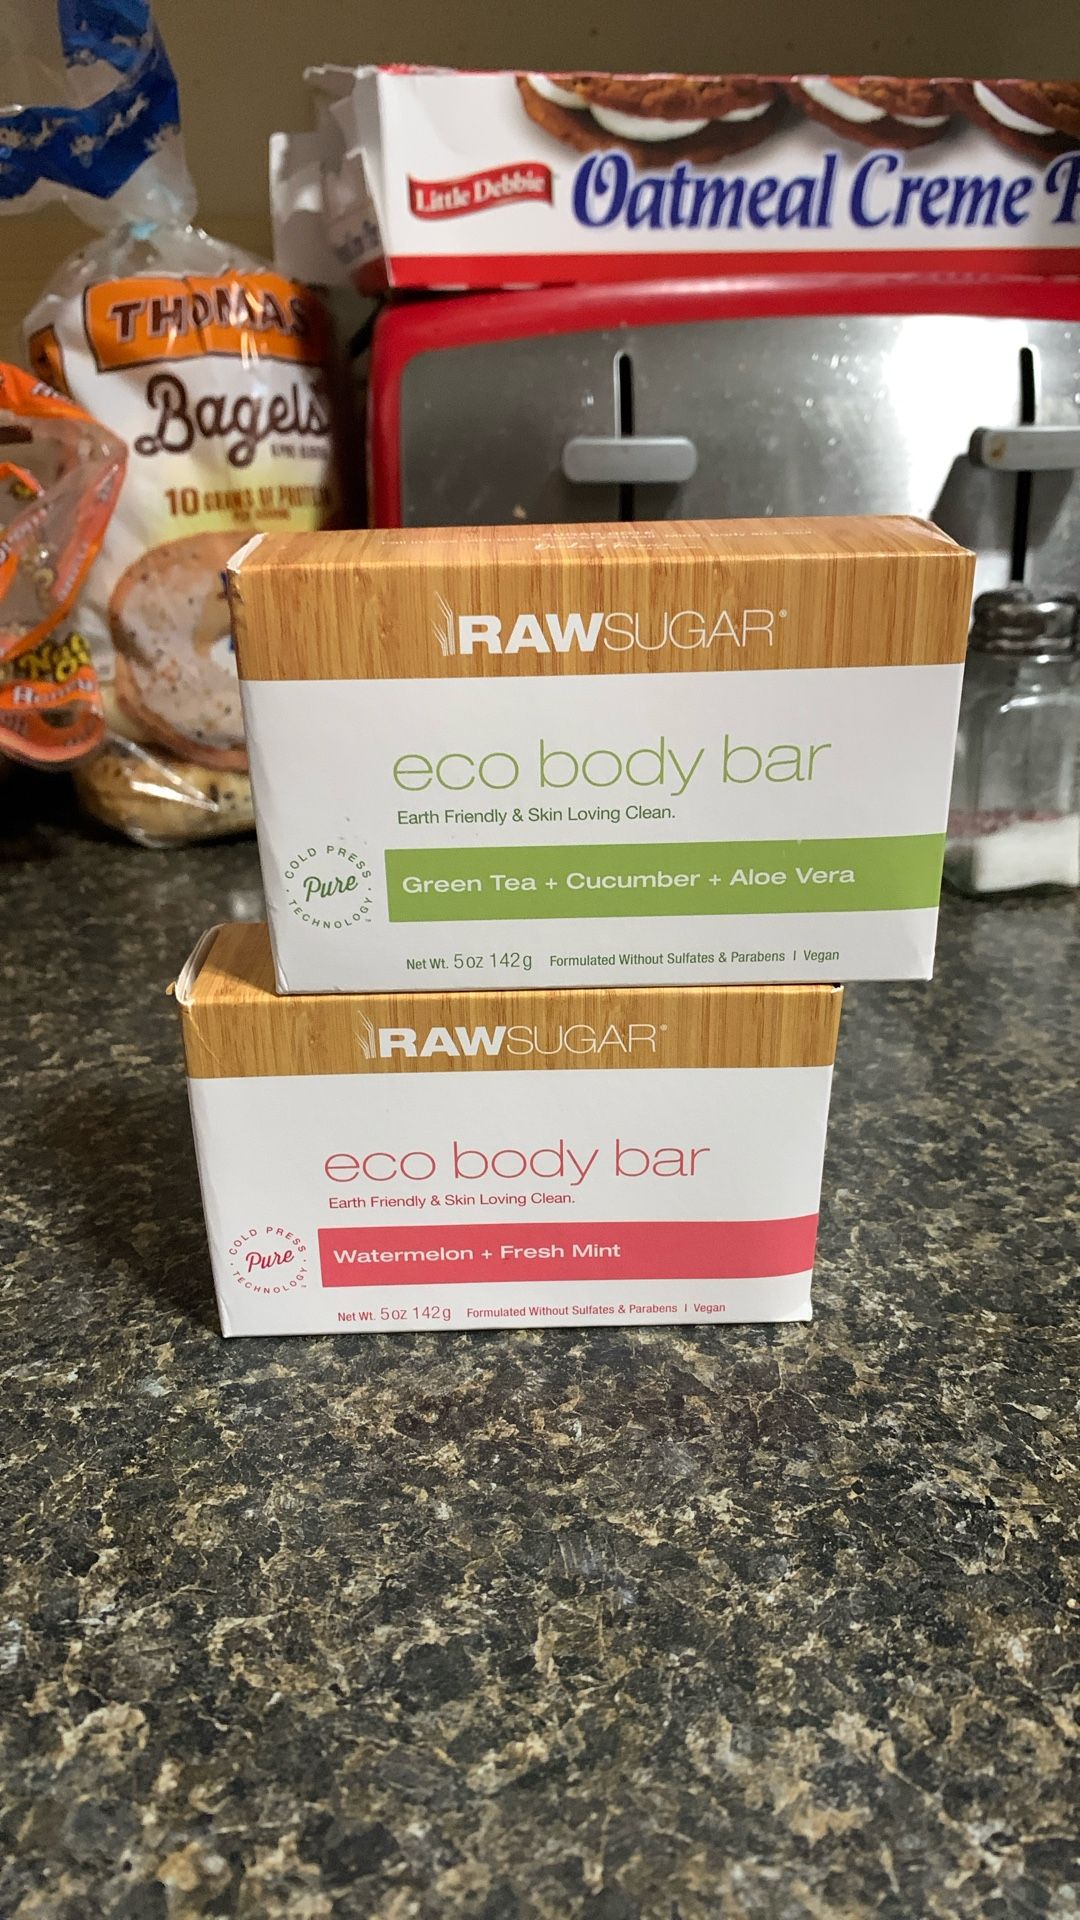 Little Debbie
Oatmeal Creme
THOMAS
Bagels
10 GRAMS OF PROTEIN
Honey
RAWSUGAR®
eco body bar
Earth Friendly & Skin Loving Clean.
COLD PRESS
Pure
TECHNOLOGY
Green Tea + Cucumber + Aloe Vera
Net Wt. 5oz 142g Formulated Without Sulfates & Parabens | Vegan
RAWSUGAR®
eco body bar
Earth Friendly & Skin Loving Clean.
COLD PRESS
Pure
TECHNOLOGY
Watermelon + Fresh Mint
Net Wt. 5oz 142g Formulated Without Sulfates & Parabens | Vegan